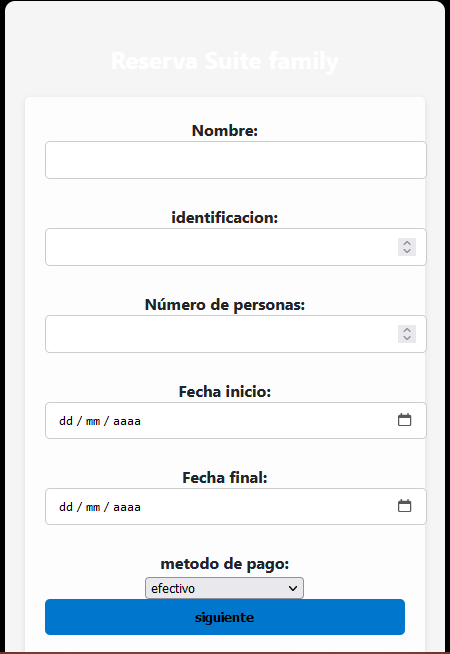 Reserva Suite family
Nombre:
identificacion:
Número de personas:
Fecha inicio:
dd / mm / aaaa
Fecha final:
dd / mm / aaaa
metodo de pago:
efectivo
siguiente